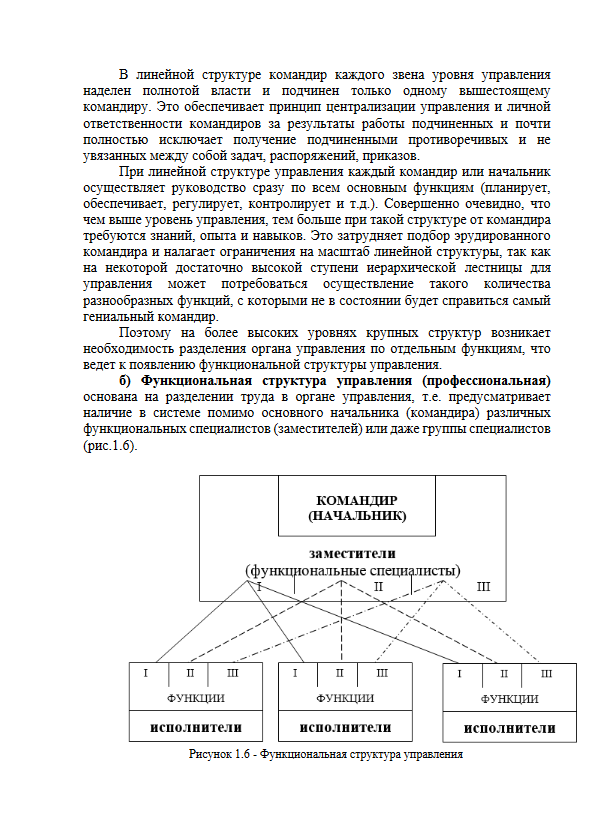 В линейной структуре командир каждого звена уровня управления
наделен полнотой власти и подчинен только одному вышестоящему
командиру. Это обеспечивает принцип централизации управления и личной
ответственности командиров за результаты работы подчиненных и почти
полностью исключает получение подчиненными противоречивых и не
увязанных между собой задач, распоряжений, приказов.
При линейной структуре управления каждый командир или начальник
осуществляет руководство сразу по всем основным функциям (планирует,
обеспечивает, регулирует, контролирует и т.д.). Совершенно очевидно, что
чем выше уровень управления, тем больше при такой структуре от командира
требуются знаний, опыта и навыков. Это затрудняет подбор эрудированного
командира и налагает ограничения на масштаб линейной структуры, так как
на некоторой достаточно высокой ступени иерархической лестницы для
управления может потребоваться осуществление такого количества
разнообразных функций, с которыми не в состоянии будет справиться самый
гениальный командир.
Поэтому на более высоких уровнях крупных структур возникает
необходимость разделения органа управления по отдельным функциям, что
ведет к появлению функциональной структуры управления.
б) Функциональная структура управления (профессиональная)
основана на разделении труда в органе управления, т.е. предусматривает
наличие в системе помимо основного начальника (командира) различных
функциональных специалистов (заместителей) или даже группы специалистов
(рис.1.6).
КОМАНДИР
(НАЧАЛЬНИК)
заместители
(функциональные специалисты)
I II III
I II III I II III I II III
ФУНКЦИИ ФУНКЦИИ ФУНКЦИИ
исполнители исполнители исполнители
Рисунок 1.6 - Функциональная структура управления